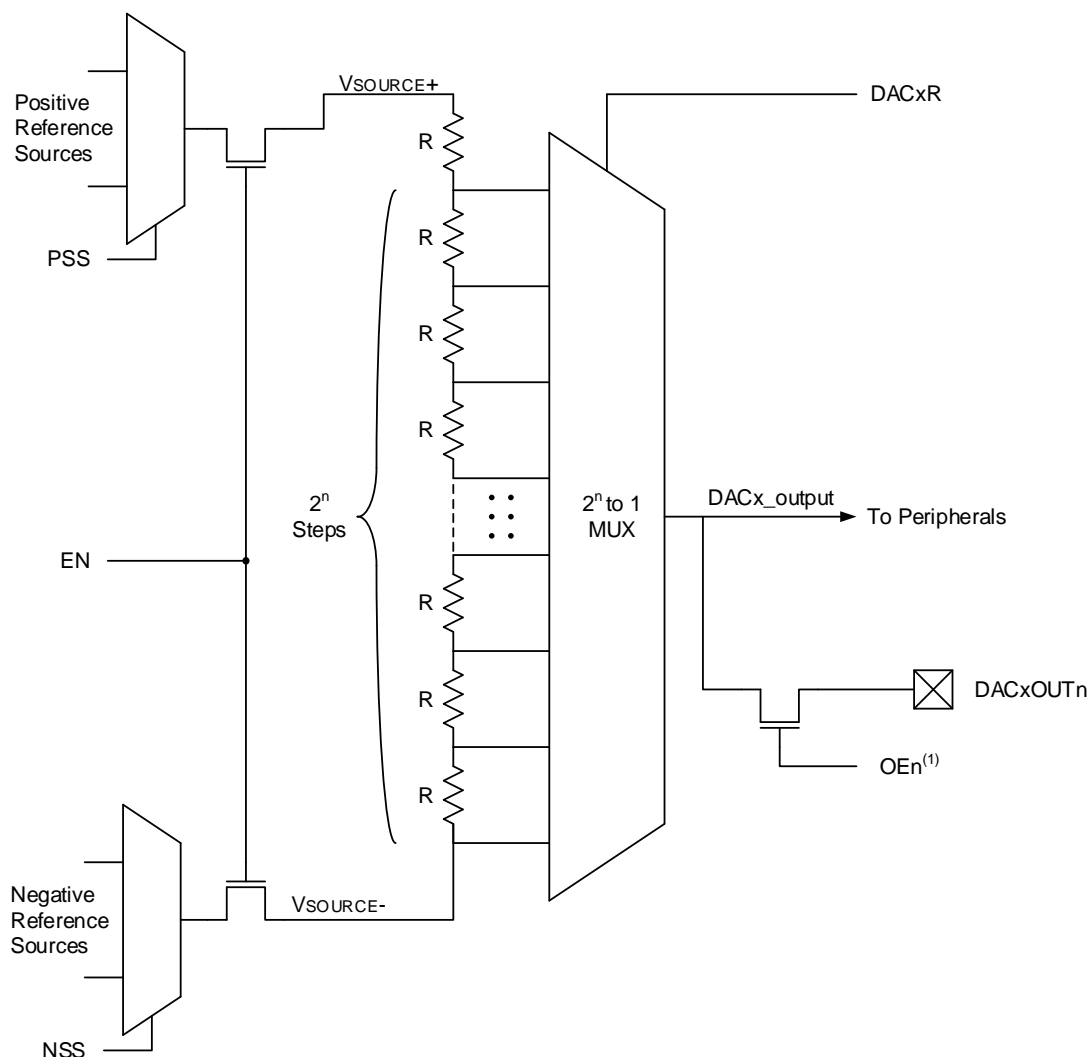 VSOURCE+
DACxR
Positive
Reference
Sources
R
PSS
R
R
R
2ⁿ
Steps
2ⁿ to 1
MUX
DACx_output
To Peripherals
EN
R
R
DACxOUTn
OEn⁽¹⁾
R
Negative
Reference
Sources
VSOURCE-
NSS